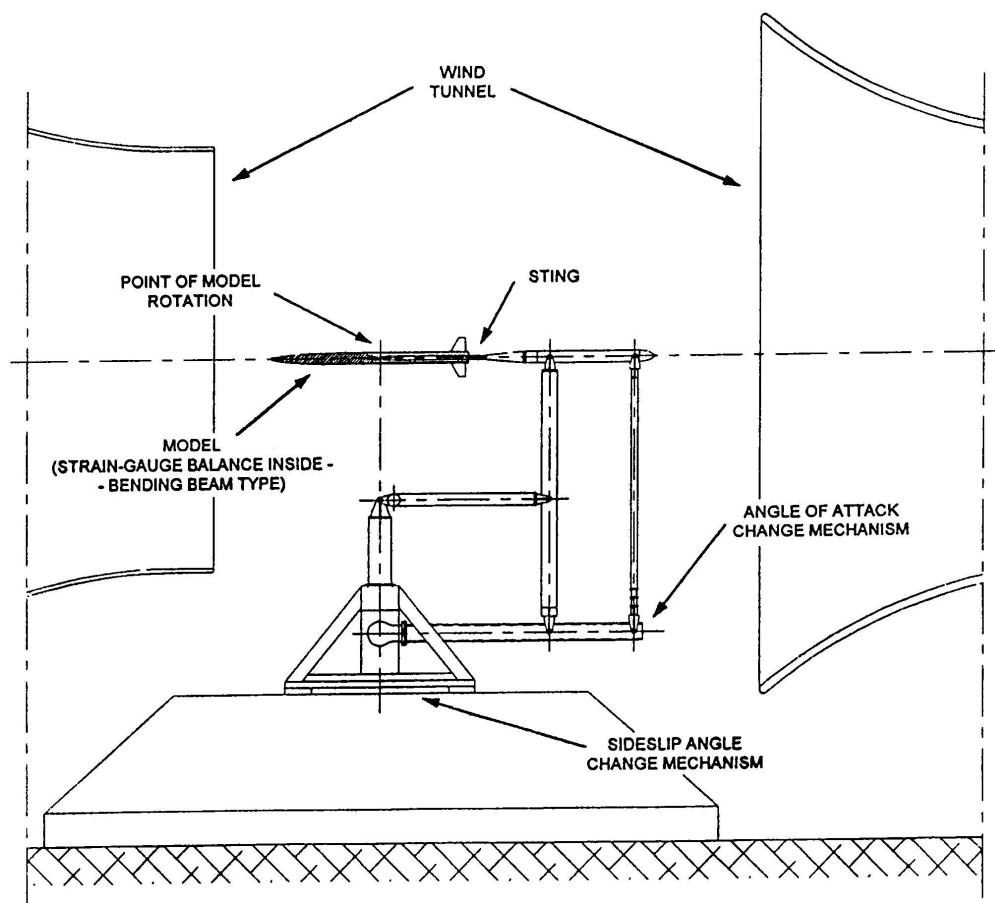 WIND
TUNNEL
POINT OF MODEL
ROTATION
STING
MODEL
(STRAIN-GAUGE BALANCE INSIDE -
- BENDING BEAM TYPE)
ANGLE OF ATTACK
CHANGE MECHANISM
SIDESLIP ANGLE
CHANGE MECHANISM